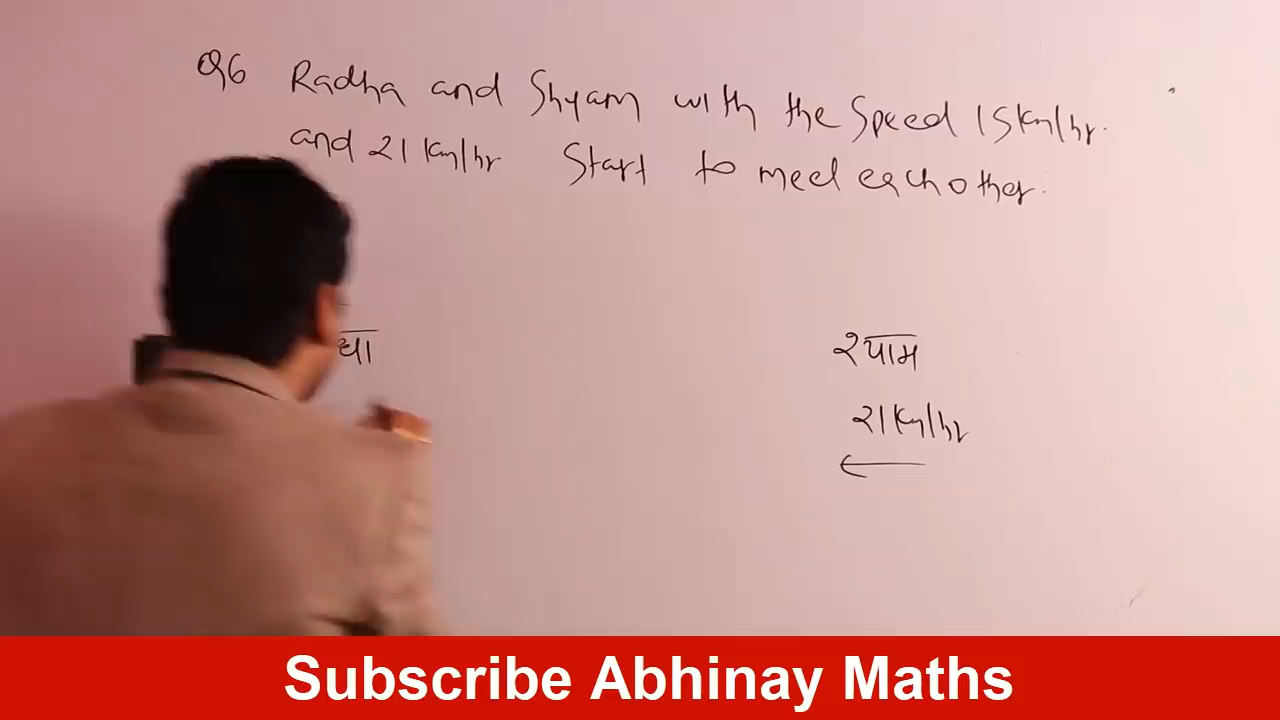 Q6 Radha and Shyam with the speed 15km/hr.
and 21 km/hr Start to meet each other.
श्याम
21km/hr
Subscribe Abhinay Maths